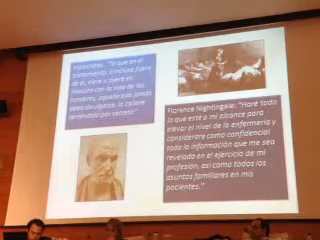 Hipócrates: "lo que en el
tratamiento, o incluso fuera
de él, viere u oyere en
relación con la vida de los
hombres, aquello que jamás
deba divulgarse, lo callaré
teniéndolo por secreto"
Florence Nightingale: "Haré todo
lo que esté a mi alcance para
elevar el nivel de la enfermería y
consideraré como confidencial
toda la información que me sea
revelada en el ejercicio de mi
profesión, así como todos los
asuntos familiares en mis
pacientes."